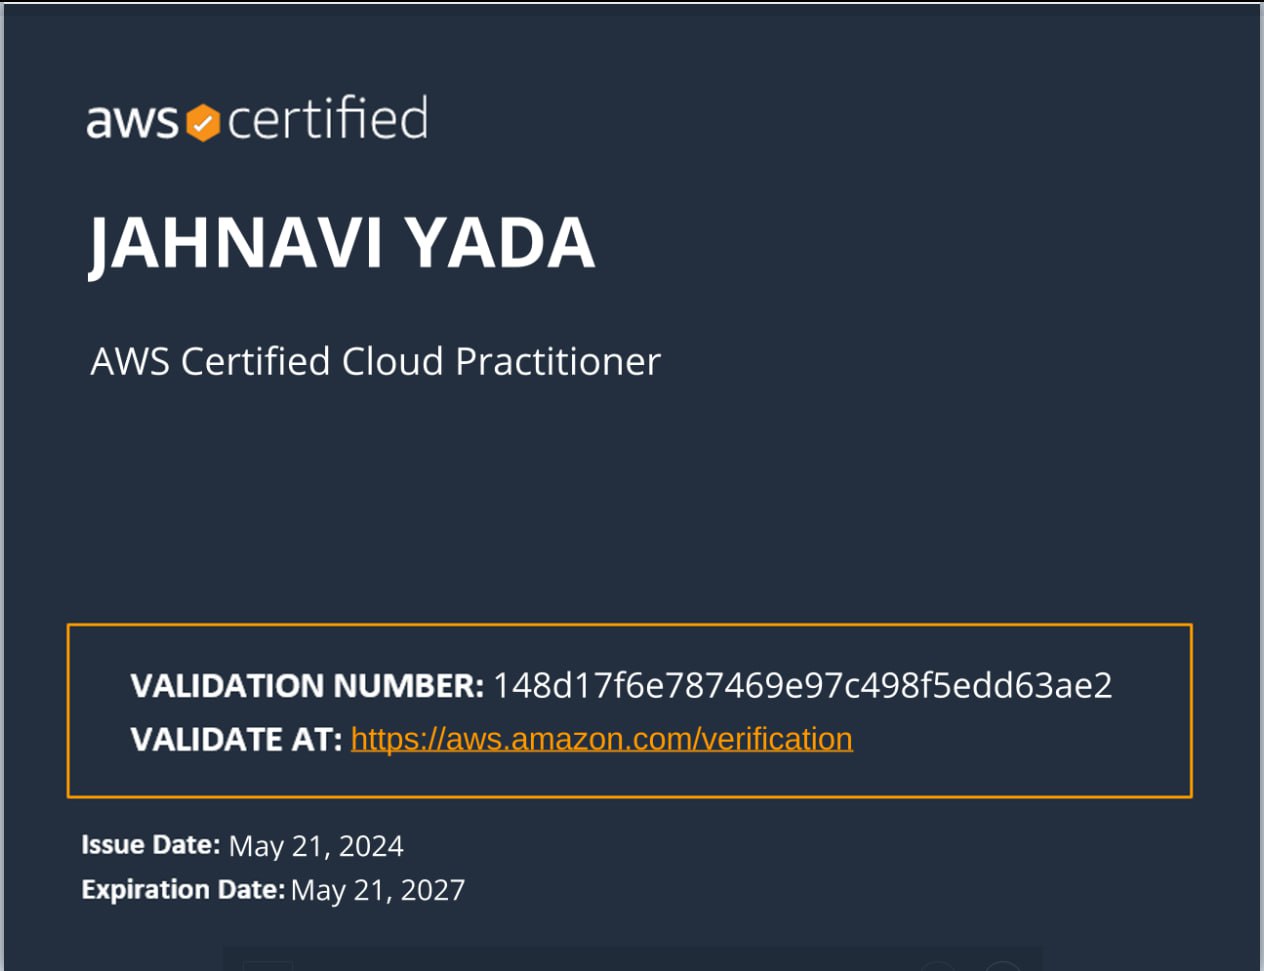 aws certified
JAHNAVI YADA
AWS Certified Cloud Practitioner
VALIDATION NUMBER: 148d17f6e787469e97c498f5edd63ae2
VALIDATE AT: https://aws.amazon.com/verification
Issue Date: May 21, 2024
Expiration Date: May 21, 2027